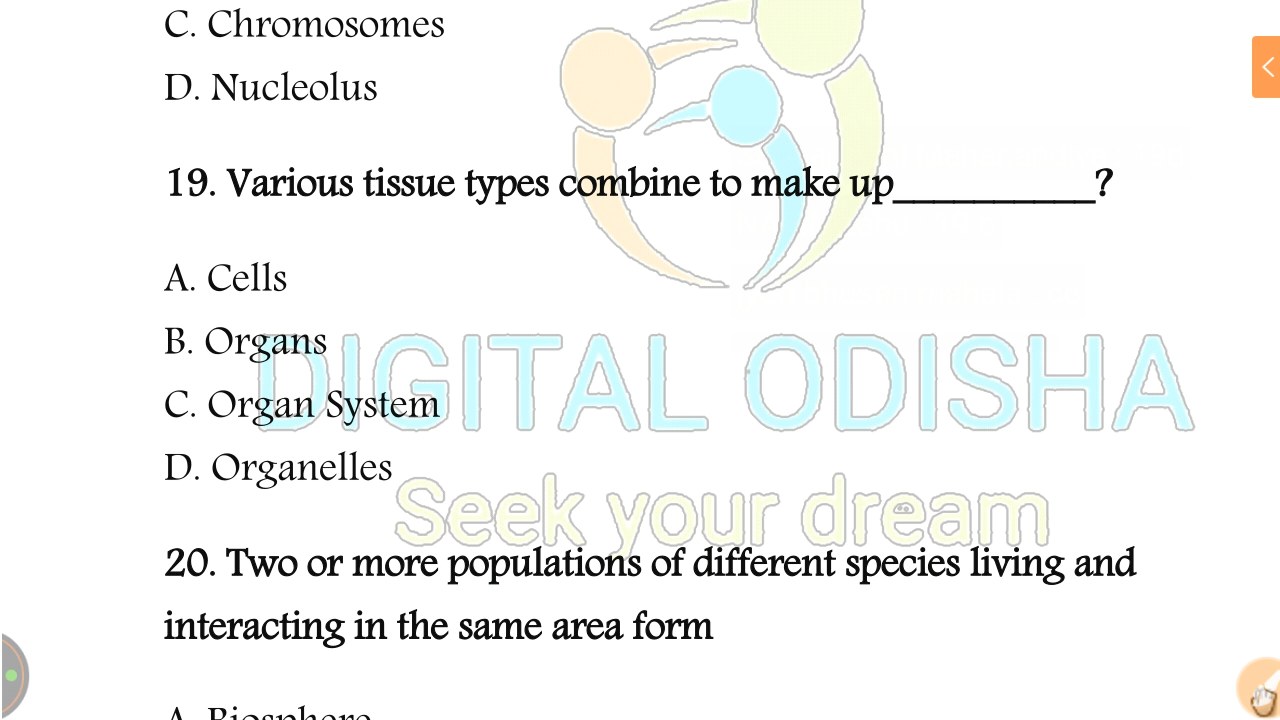 C. Chromosomes
D. Nucleolus
19. Various tissue types combine to make up__________?
A. Cells
B. Organs
C. Organ System
D. Organelles
DIGITAL ODISHA
Seek your dream
20. Two or more populations of different species living and
interacting in the same area form
A. Biosphere